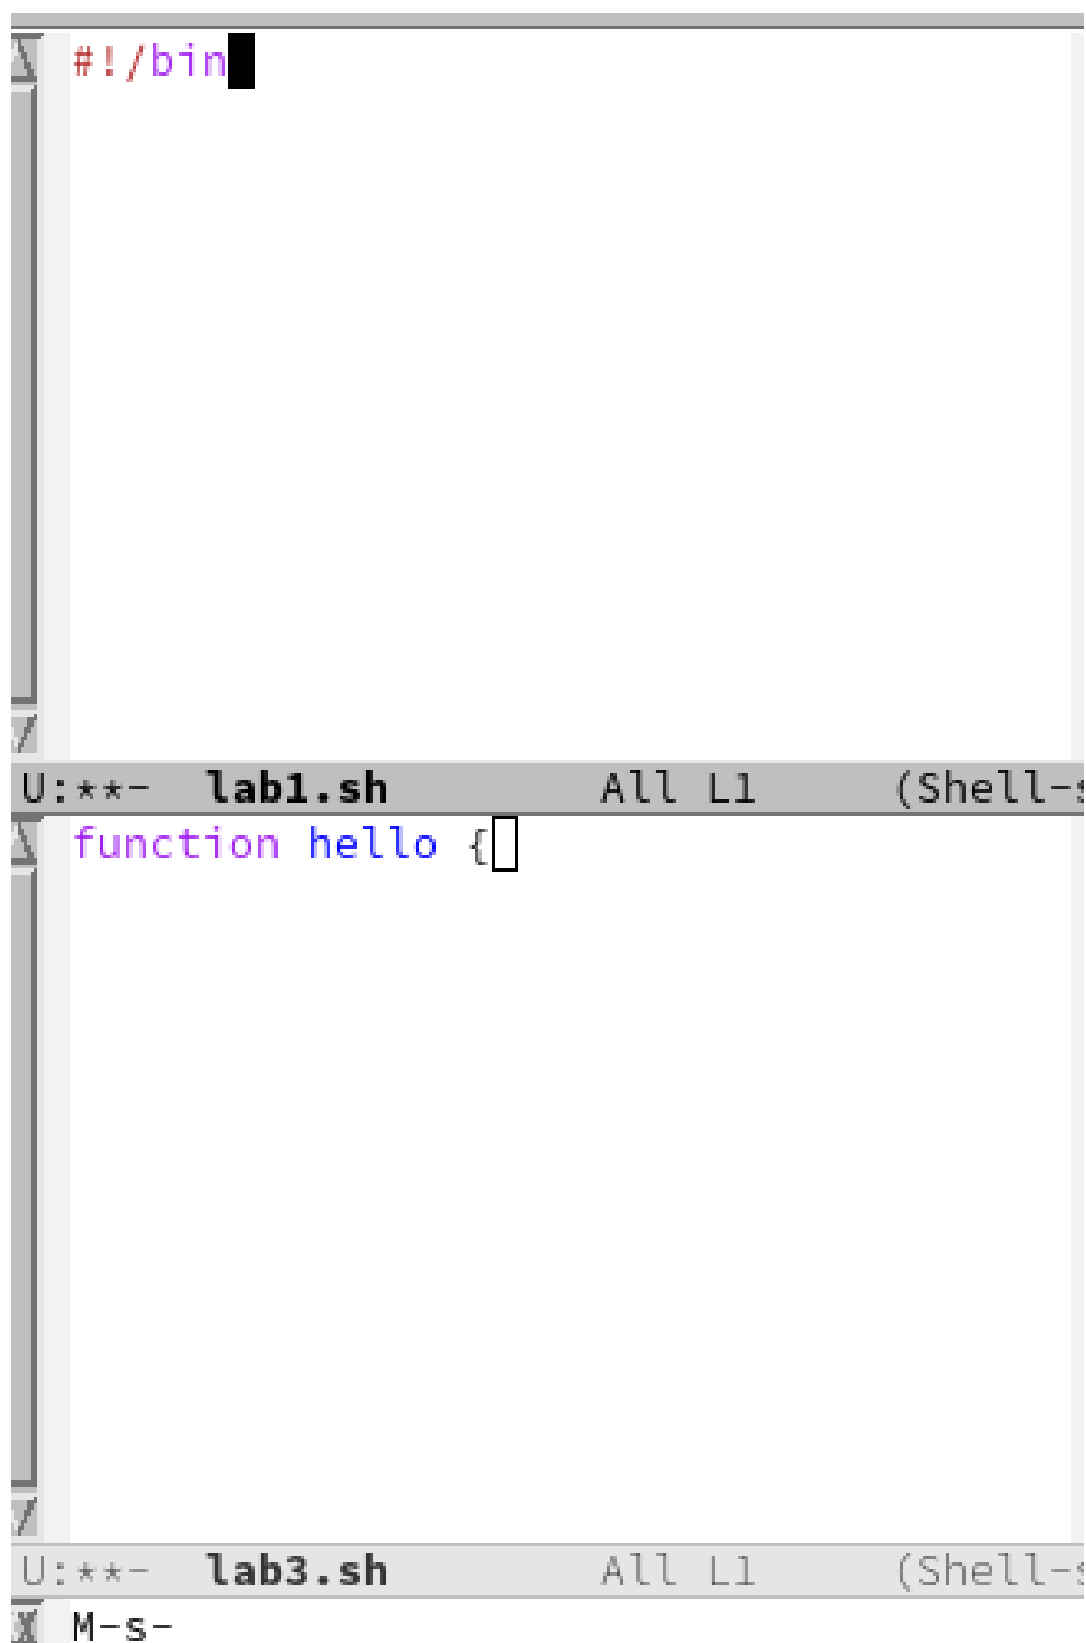 #!/bin
U:**-  lab1.sh        All L1     (Shell-s
function hello {
U:**-  lab3.sh        All L1     (Shell-s
M-s-